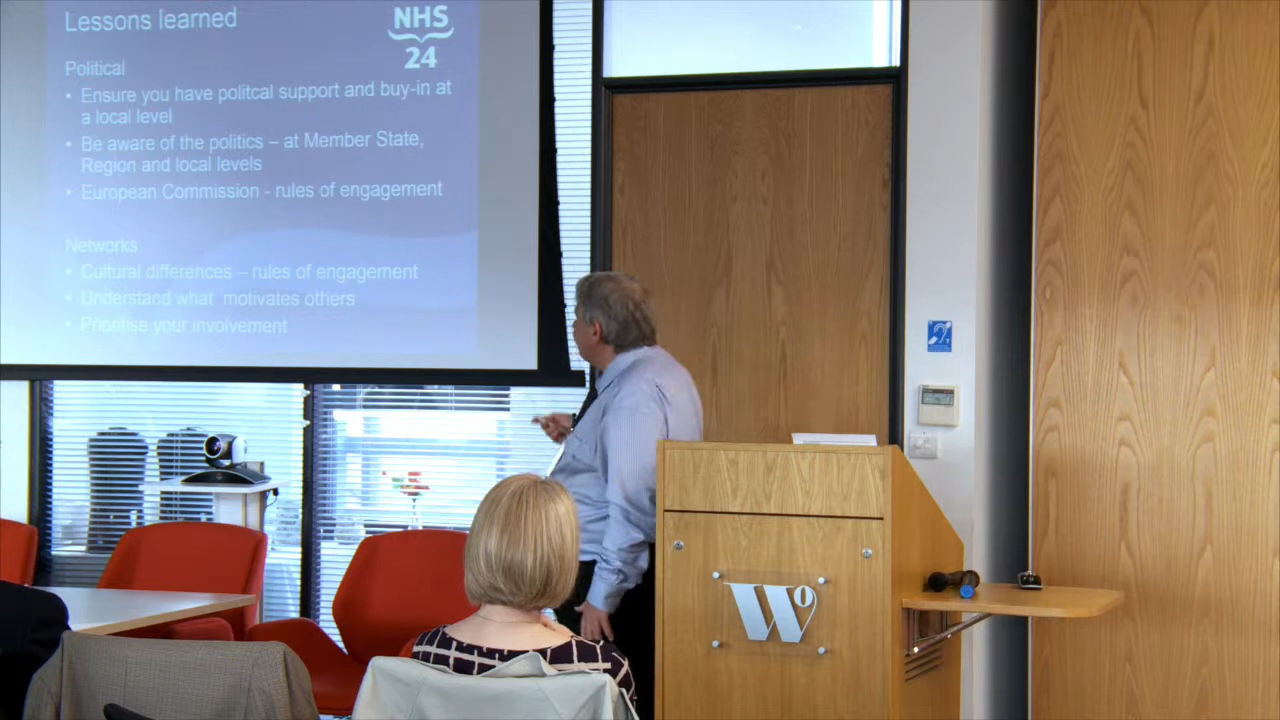 Lessons learned
NHS
24
Political
• Ensure you have politcal support and buy-in at
a local level
• Be aware of the politics – at Member State,
Region and local levels
• European Commission - rules of engagement
Networks
• Cultural differences – rules of engagement
• Understand what motivates others
• Prioritise your involvement
W